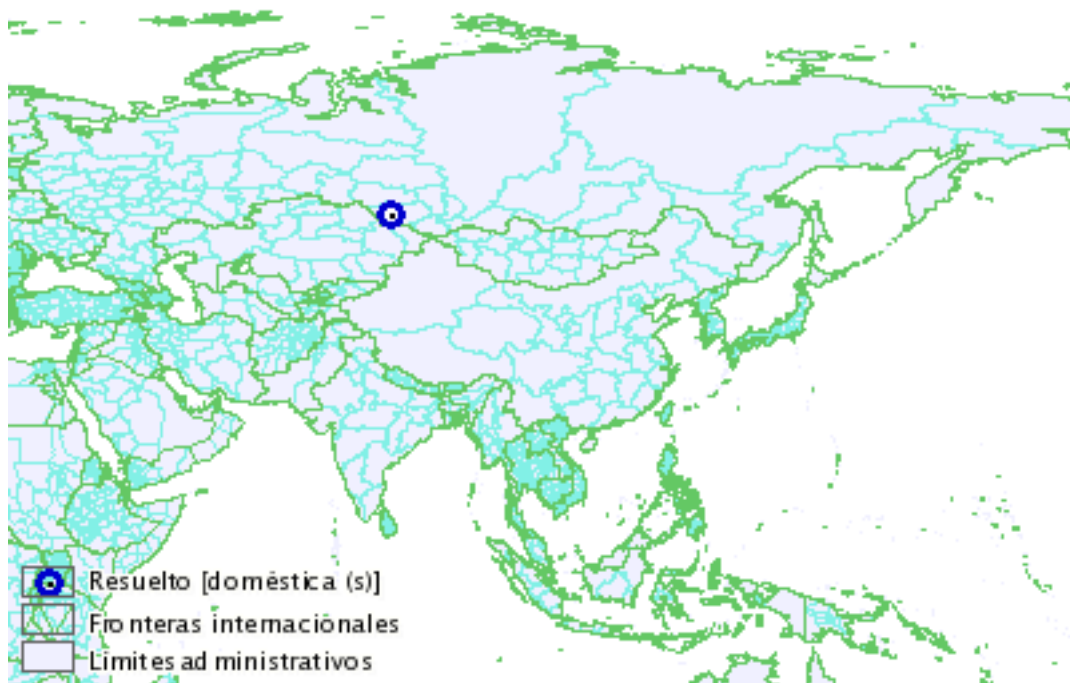 Resuelto [doméstica (s)]
Fronteras internacionales
Límites administrativos